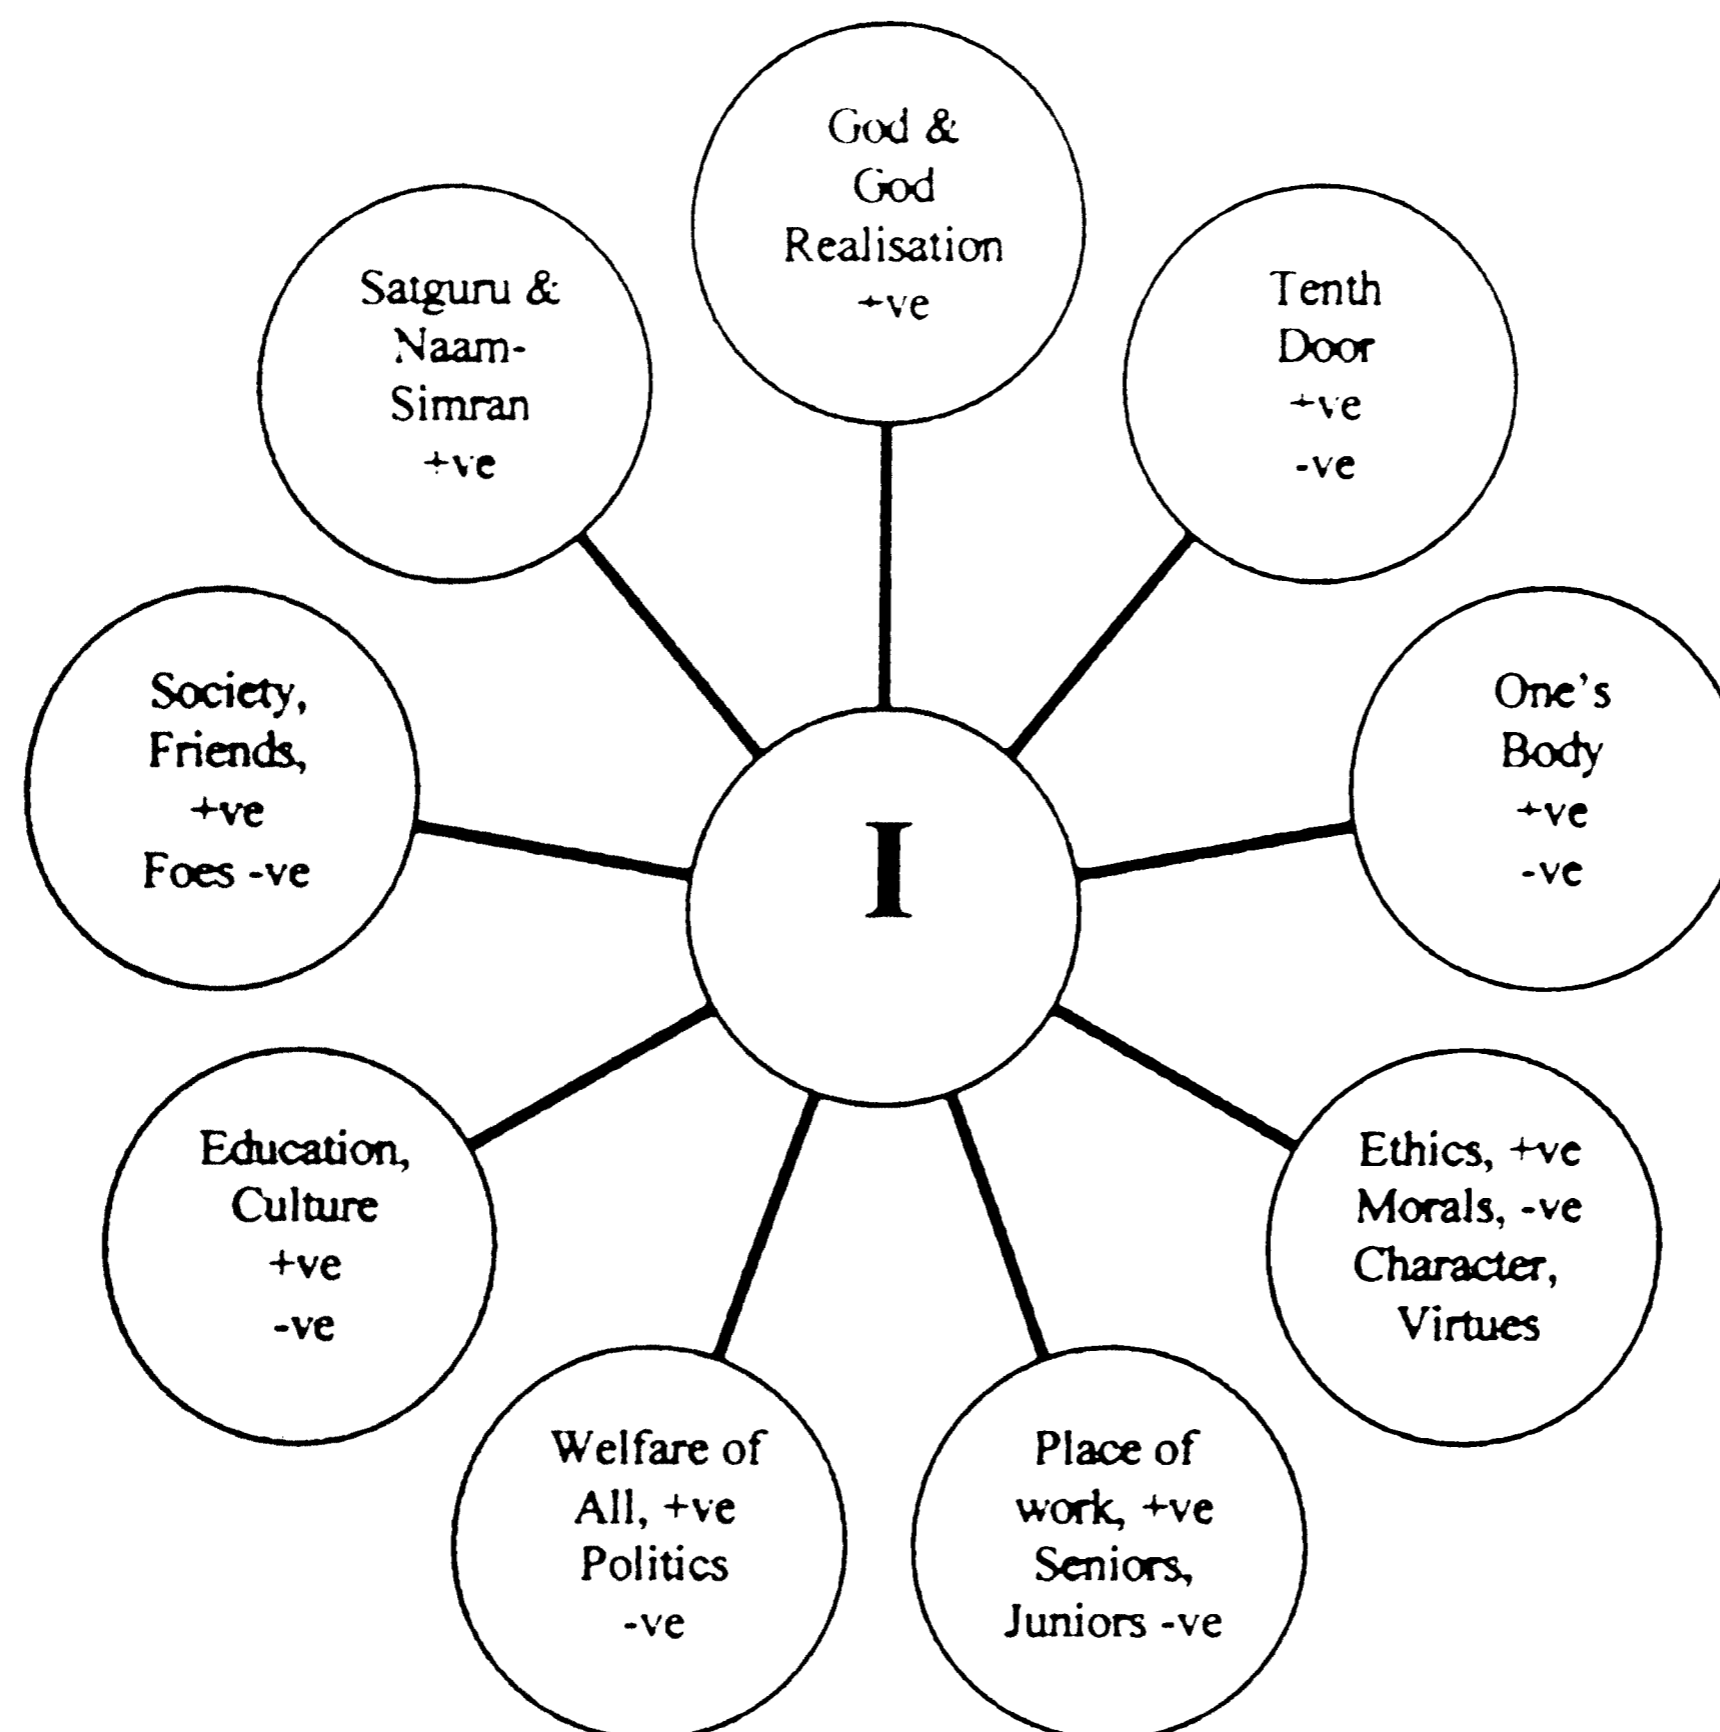 God &
God
Realisation
+ve
Satguru &
Naam-
Simran
+ve
Tenth
Door
+ve
-ve
Society,
Friends,
+ve
Foes -ve
One's
Body
+ve
-ve
I
Education,
Culture
+ve
-ve
Ethics, +ve
Morals, -ve
Character,
Virtues
Welfare of
All, +ve
Politics
-ve
Place of
work, +ve
Seniors,
Juniors -ve